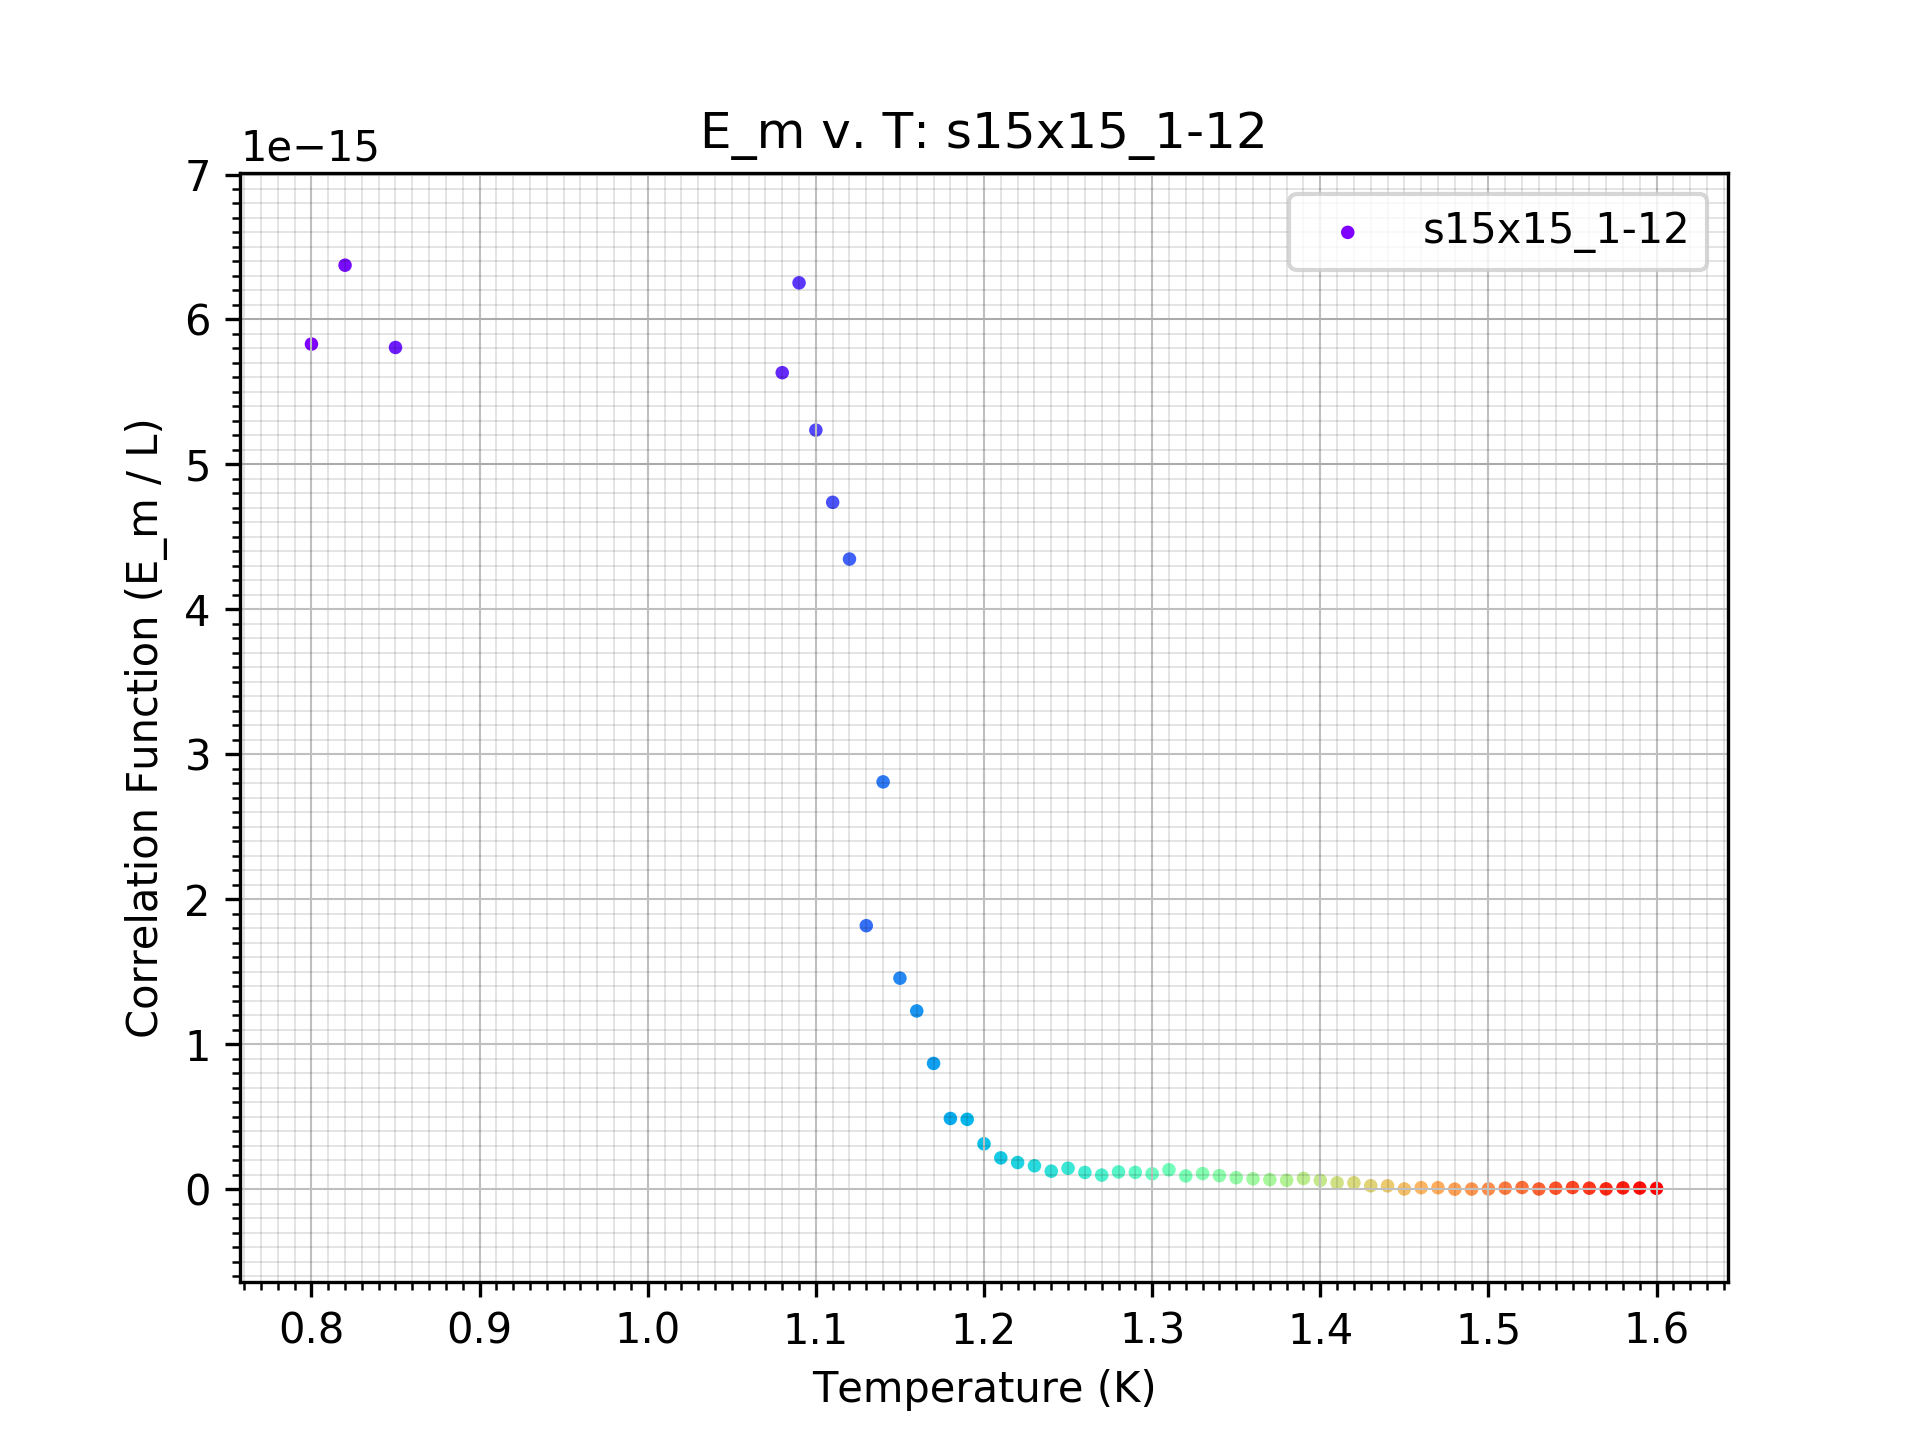 E_m v. T: s15x15_1-12
1e−15
s15x15_1-12
7
6
5
4
3
2
1
0
Correlation Function (E_m / L)
0.8 0.9 1.0 1.1 1.2 1.3 1.4 1.5 1.6
Temperature (K)